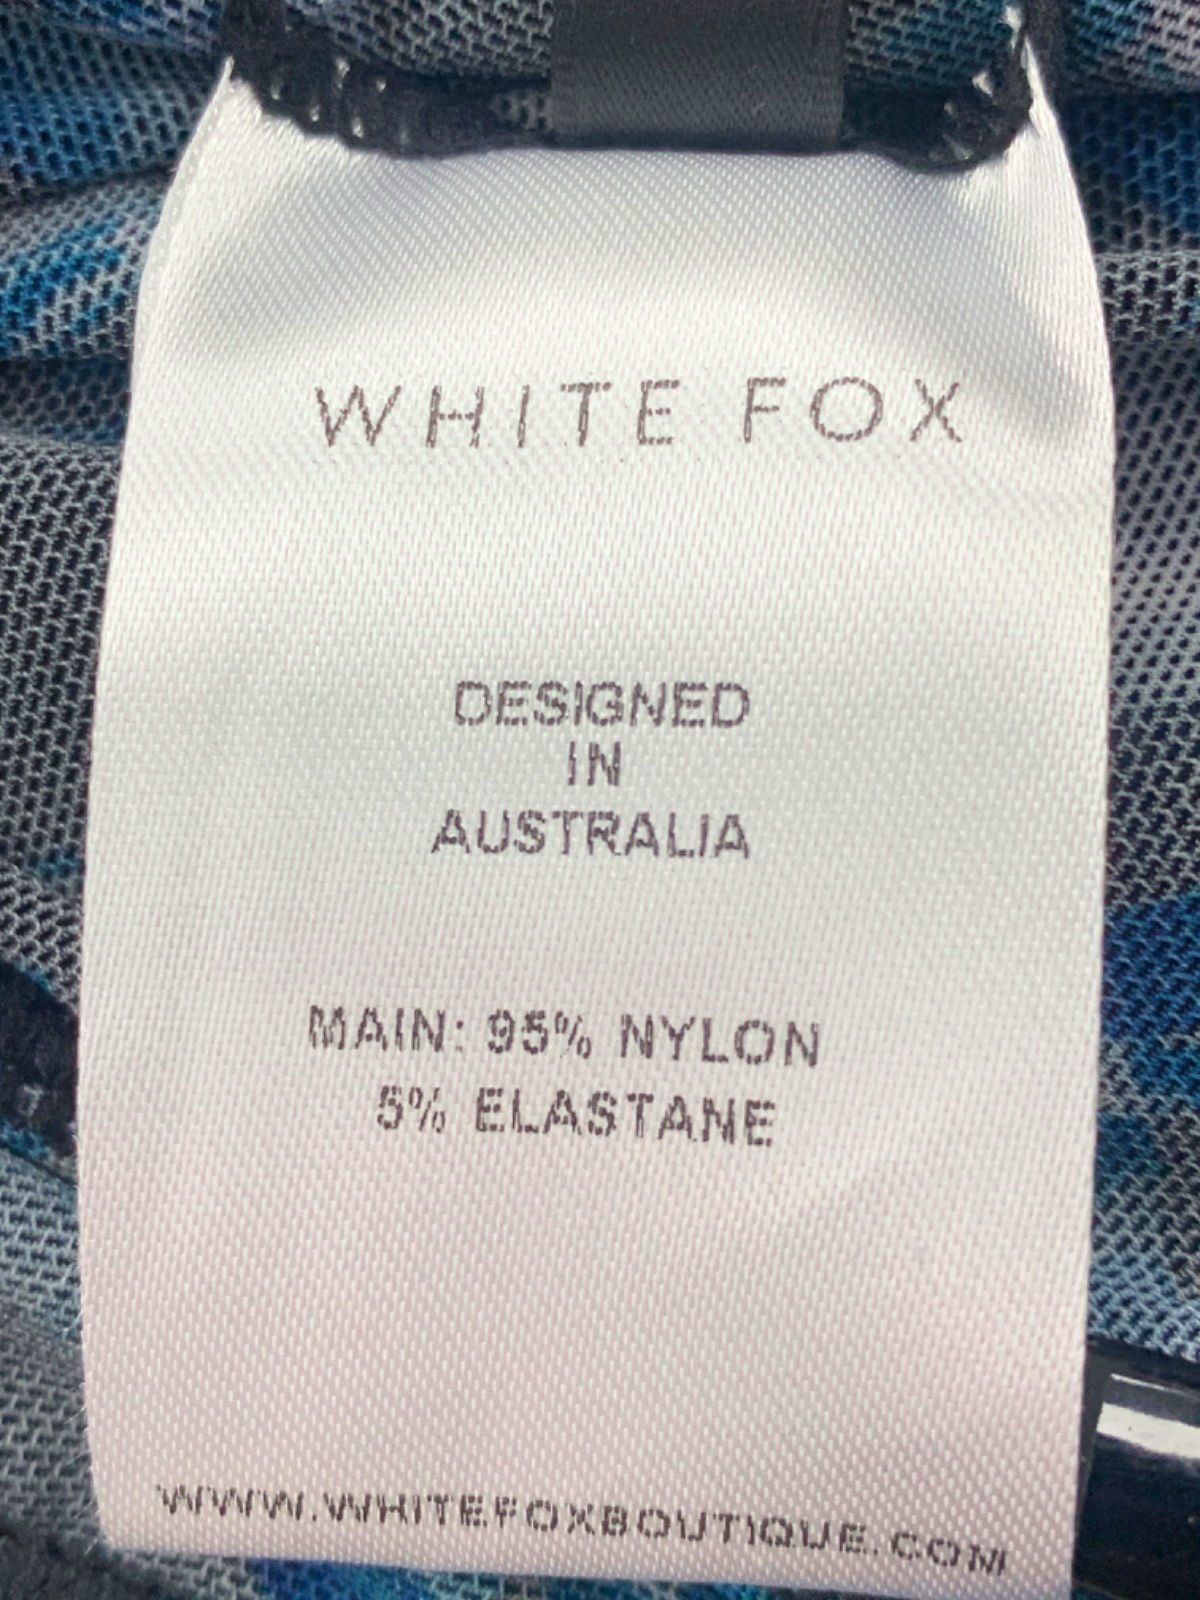 WHITE FOX
DESIGNED
IN
AUSTRALIA
MAIN: 95% NYLON
5% ELASTANE
WWW.WHITEFOXBOUTIQUE.COM